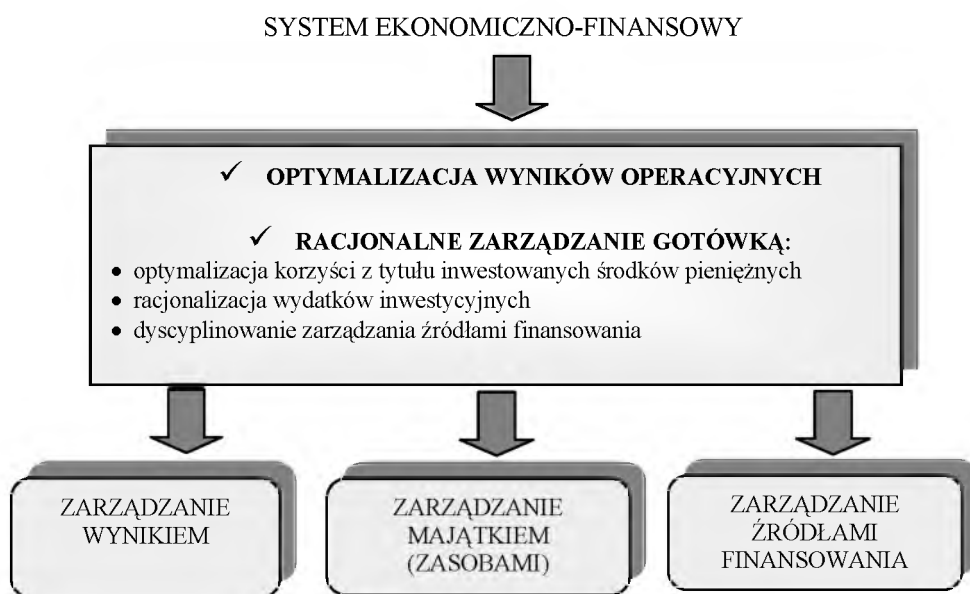 SYSTEM EKONOMICZNO-FINANSOWY
✓ OPTYMALIZACJA WYNIKÓW OPERACYJNYCH
✓ RACJONALNE ZARZĄDZANIE GOTÓWKĄ:
• optymalizacja korzyści z tytułu inwestowanych środków pieniężnych
• racjonalizacja wydatków inwestycyjnych
• dyscyplinowanie zarządzania źródłami finansowania
ZARZĄDZANIE
WYNIKIEM
ZARZĄDZANIE
MAJĄTKIEM
(ZASOBAMI)
ZARZĄDZANIE
ŹRÓDŁAMI
FINANSOWANIA